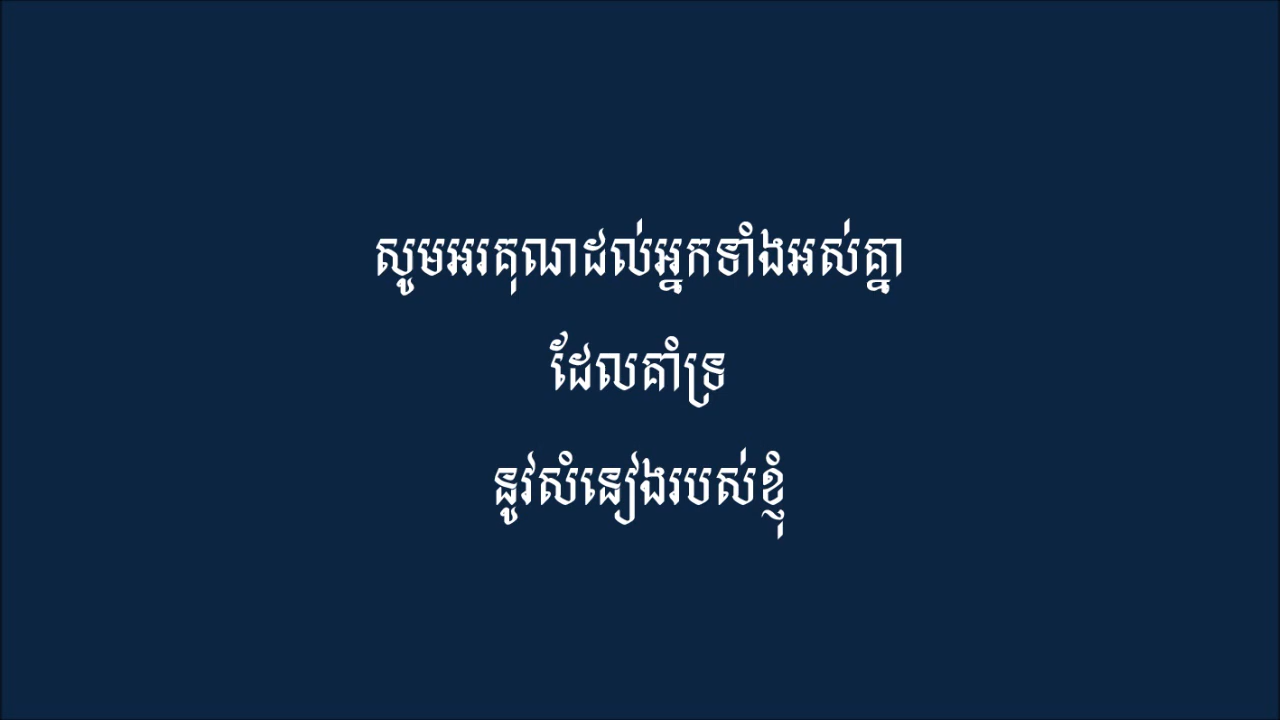 សូមអរគុណដល់អ្នកទាំងអស់គ្នា
ដែលគាំទ្រ
នូវសំនៀងរបស់ខ្ញុំ